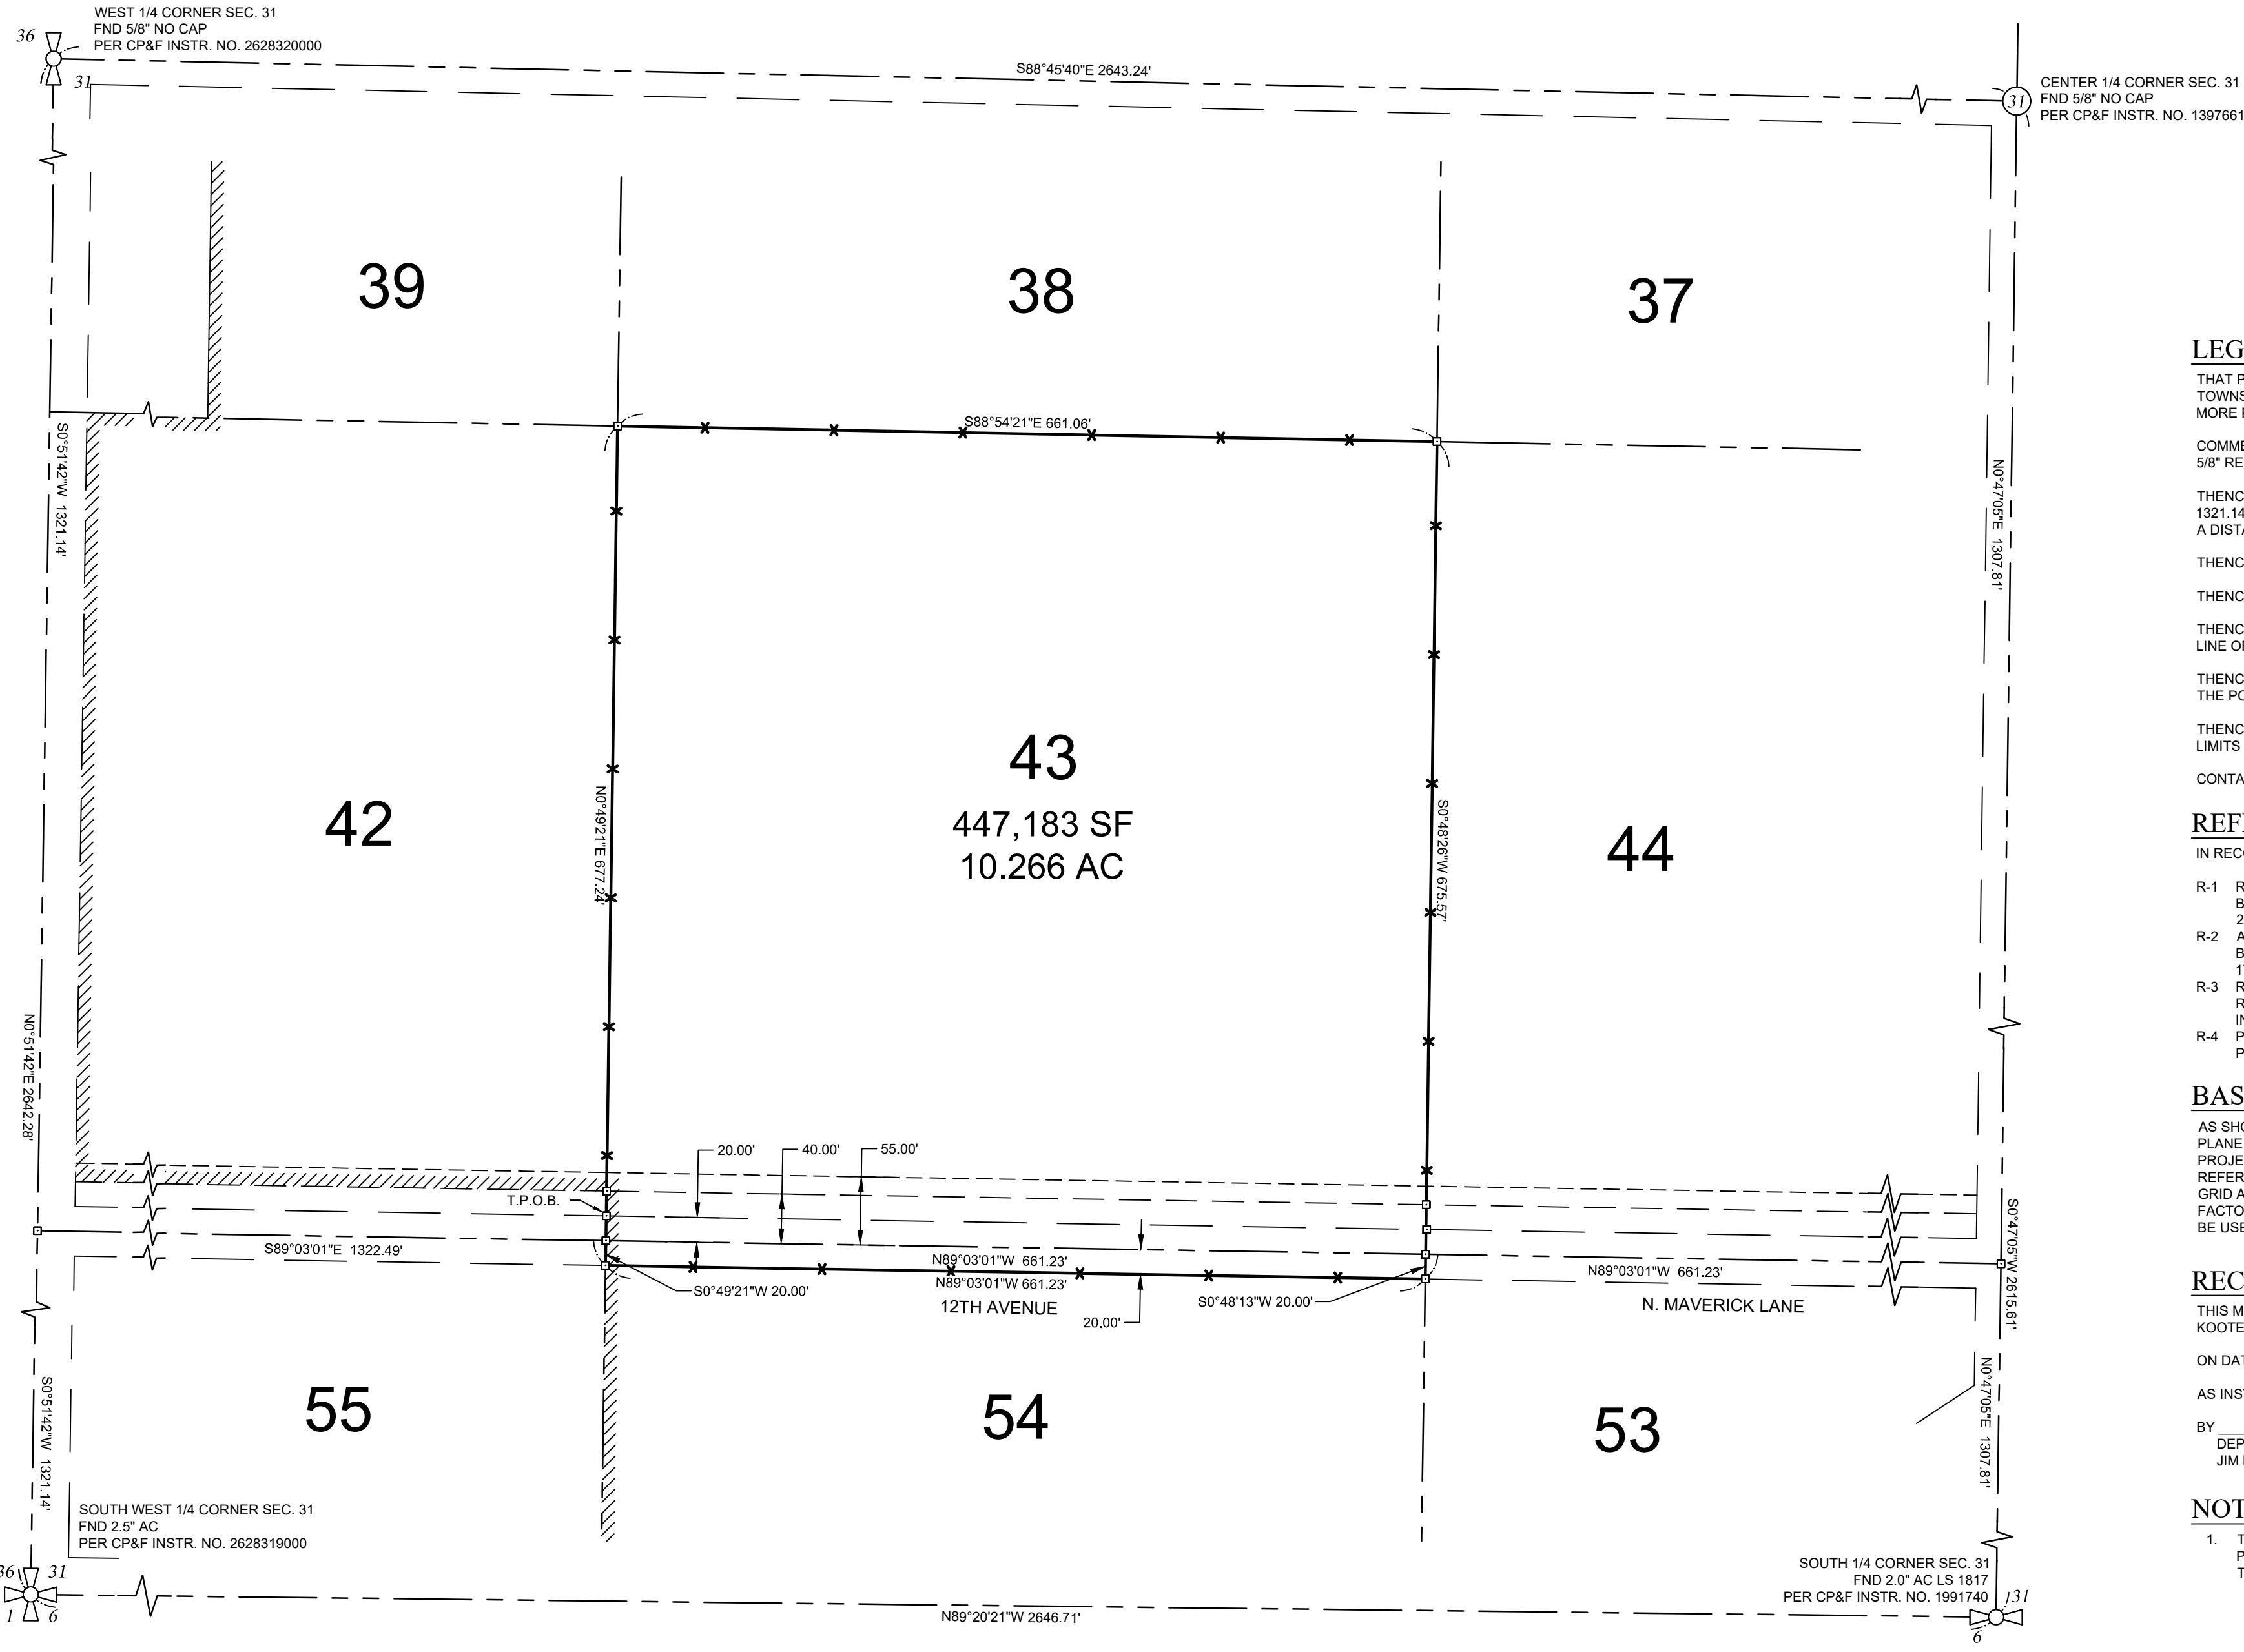 WEST 1/4 CORNER SEC. 31
FND 5/8" NO CAP
PER CP&F INSTR. NO. 2628320000
36
31
S88°45'40"E 2643.24'
31
CENTER 1/4 CORNER SEC. 31
FND 5/8" NO CAP
PER CP&F INSTR. NO. 1397661
39
38
37
S88°54'21"E 661.06'
S0°51'42"W 1321.14'
N0°47'05"E 1307.81'
42
43
447,183 SF
10.266 AC
44
N0°49'21"E 677.24'
S0°48'26"W 675.57'
N0°51'42"E 2642.28'
20.00'
40.00'
55.00'
T.P.O.B.
S89°03'01"E 1322.49'
N89°03'01"W 661.23'
N89°03'01"W 661.23'
N89°03'01"W 661.23'
S0°49'21"W 20.00'
S0°48'13"W 20.00'
12TH AVENUE
20.00'
N. MAVERICK LANE
S0°47'05"W 2615.61'
N0°47'05"E 1307.81'
S0°51'42"W 1321.14'
55
54
53
SOUTH WEST 1/4 CORNER SEC. 31
FND 2.5" AC
PER CP&F INSTR. NO. 2628319000
36
31
1
6
N89°20'21"W 2646.71'
SOUTH 1/4 CORNER SEC. 31
FND 2.0" AC LS 1817
PER CP&F INSTR. NO. 1991740
31
6
LEG
THAT P
TOWNS
MORE
COMME
5/8" RE
THENC
1321.14
A DISTA
THENC
THENC
THENC
LINE OF
THENC
THE PO
THENC
LIMITS
CONTA
REF
IN REC
R-1 R
B
2
R-2 A
B
1
R-3 R
R
IN
R-4 P
P
BAS
AS SHO
PLANE
PROJE
REFER
GRID A
FACTO
BE USE
REC
THIS M
KOOTE
ON DAT
AS INST
BY ____
DEP
JIM
NOT
1. T
P
T